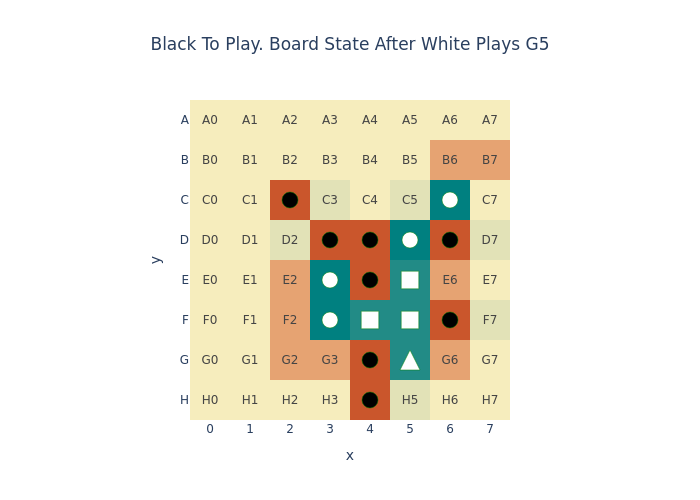 Black To Play. Board State After White Plays G5
A A0 A1 A2 A3 A4 A5 A6 A7
B B0 B1 B2 B3 B4 B5 B6 B7
C C0 C1 C3 C4 C5 C7
D D0 D1 D2 D7
E E0 E1 E2 E6 E7
F F0 F1 F2 F7
G G0 G1 G2 G3 G6 G7
H H0 H1 H2 H3 H5 H6 H7
0 1 2 3 4 5 6 7
x
y